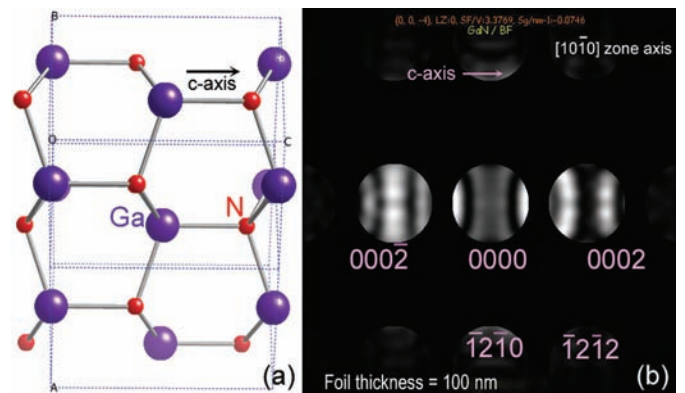 B
c-axis
O
C
Ga
N
A
(a)
{0, 0, -4}, LZ:0, SF/V:3.3769, Sg/nm-1:-0.0746
GaN / BF
[101̄0] zone axis
c-axis
0002̄
0000
0002
1̄21̄0
1̄21̄2
Foil thickness = 100 nm
(b)